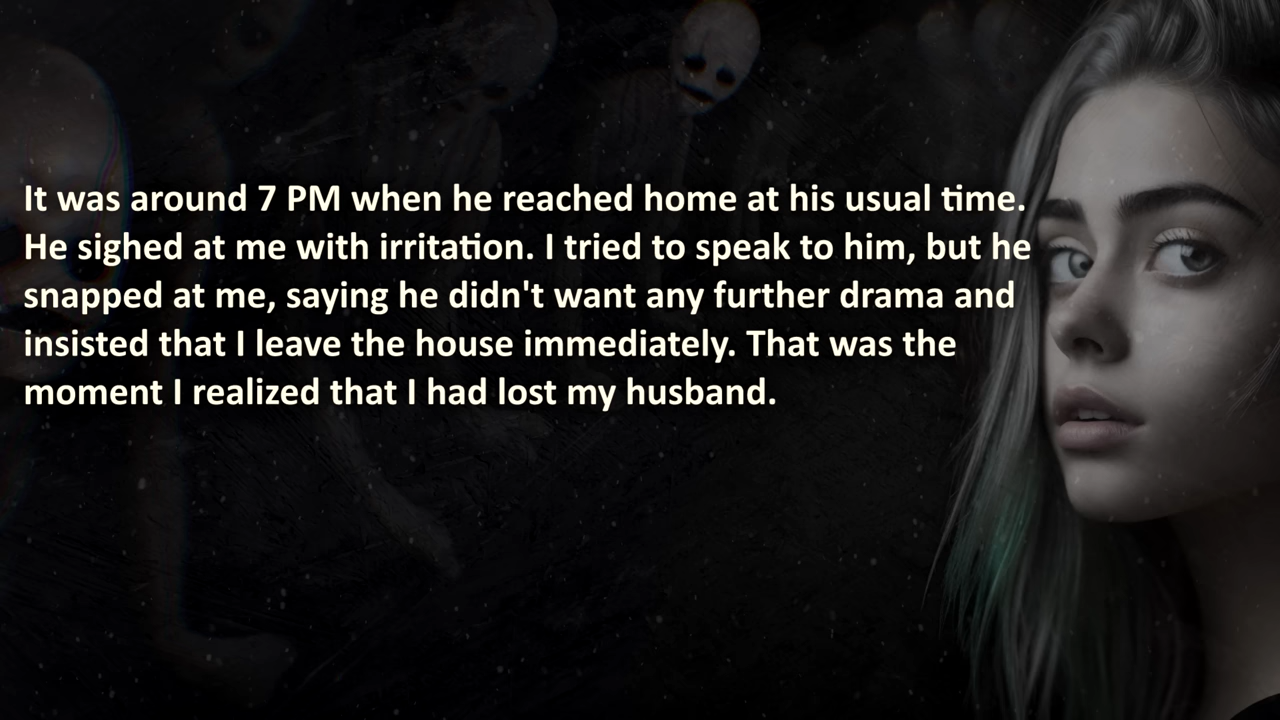 It was around 7 PM when he reached home at his usual time.
He sighed at me with irritation. I tried to speak to him, but he
snapped at me, saying he didn't want any further drama and
insisted that I leave the house immediately. That was the
moment I realized that I had lost my husband.